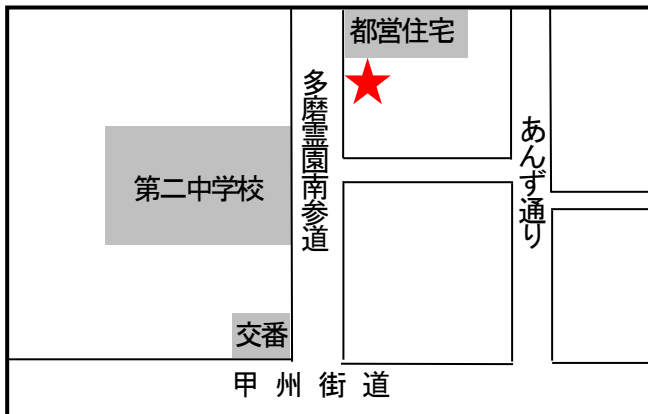 都営住宅
多磨霊園南参道
あんず通り
第二中学校
交番
甲州街道